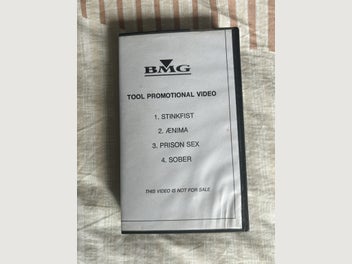 BMG
TOOL PROMOTIONAL VIDEO
1. STINKFIST
2. ÆNIMA
3. PRISON SEX
4. SOBER
THIS VIDEO IS NOT FOR SALE